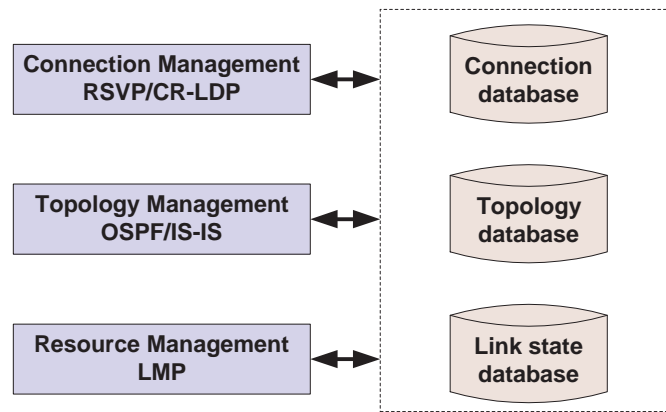 Connection Management
RSVP/CR-LDP
Connection
database
Topology Management
OSPF/IS-IS
Topology
database
Resource Management
LMP
Link state
database